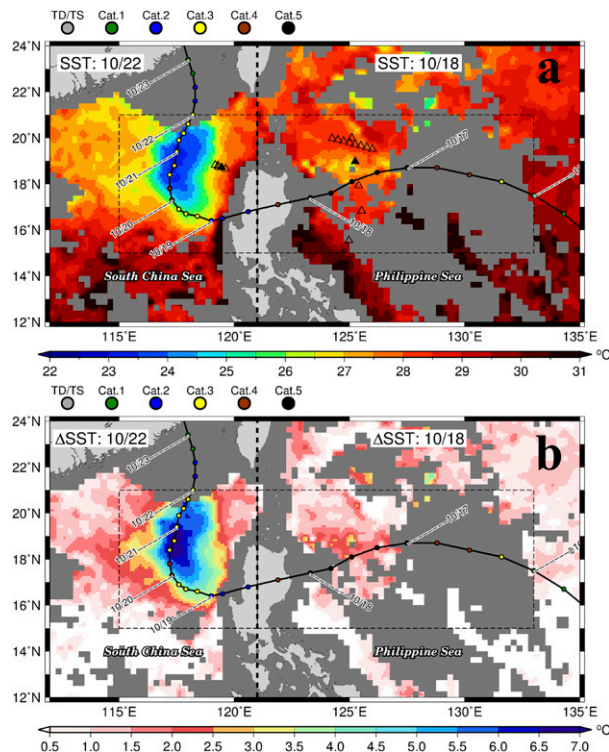 TD/TS Cat.1 Cat.2 Cat.3 Cat.4 Cat.5
24°N
SST: 10/22 SST: 10/18 a
22°N
10/23
20°N
10/22
10/17
10/21
18°N
10/20
10/19
10/18
16°N
14°N
South China Sea Philippine Sea
12°N
115°E 120°E 125°E 130°E 135°E
22 23 24 25 26 27 28 29 30 31 °C
TD/TS Cat.1 Cat.2 Cat.3 Cat.4 Cat.5
24°N
ΔSST: 10/22 ΔSST: 10/18 b
22°N
10/23
20°N
10/22
10/17
10/21
18°N
10/20
10/19
10/18
16°N
14°N
South China Sea Philippine Sea
12°N
115°E 120°E 125°E 130°E 135°E
0.5 1.0 1.5 2.0 2.5 3.0 3.5 4.0 4.5 5.0 5.5 6.0 6.5 7.0 °C